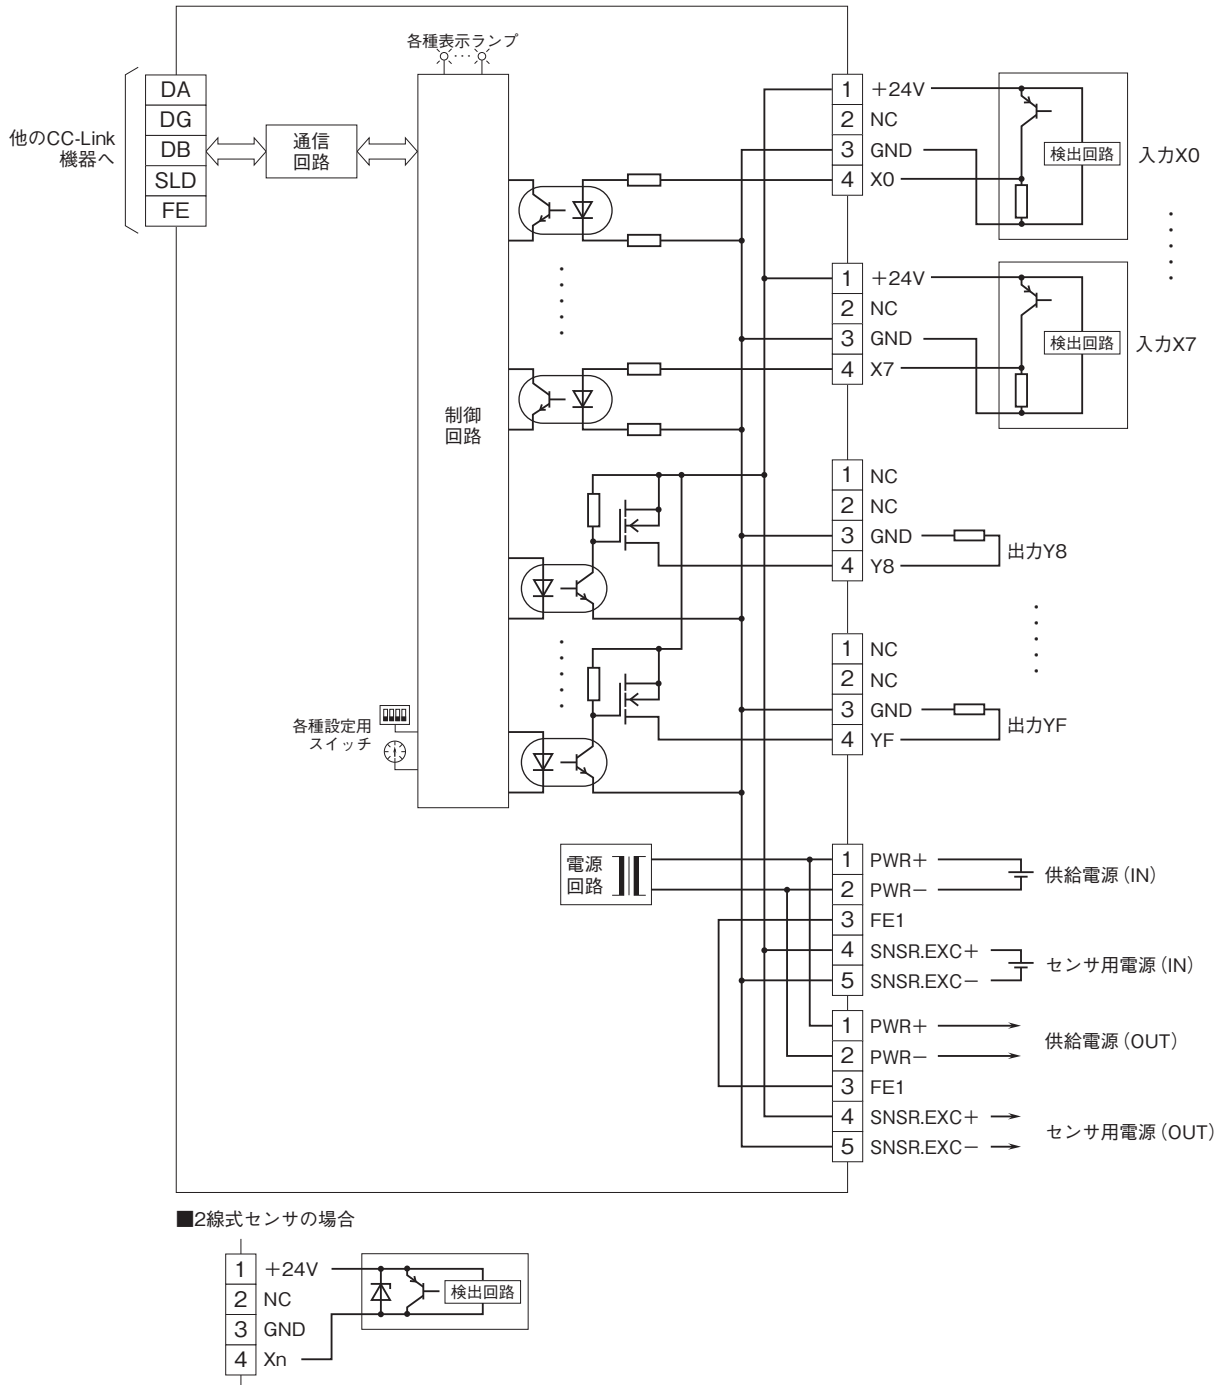 各種表示ランプ
他のCC-Link
機器へ
DA
DG
DB
SLD
FE
通信
回路
制御
回路
各種設定用
スイッチ
1 +24V
2 NC
3 GND
4 X0
検出回路
入力X0
1 +24V
2 NC
3 GND
4 X7
検出回路
入力X7
1 NC
2 NC
3 GND
4 Y8
出力Y8
1 NC
2 NC
3 GND
4 YF
出力YF
電源
回路
1 PWR+
2 PWR−
3 FE1
4 SNSR.EXC+
5 SNSR.EXC−
供給電源(IN)
センサ用電源(IN)
1 PWR+
2 PWR−
3 FE1
4 SNSR.EXC+
5 SNSR.EXC−
供給電源(OUT)
センサ用電源(OUT)
■2線式センサの場合
1 +24V
2 NC
3 GND
4 Xn
検出回路